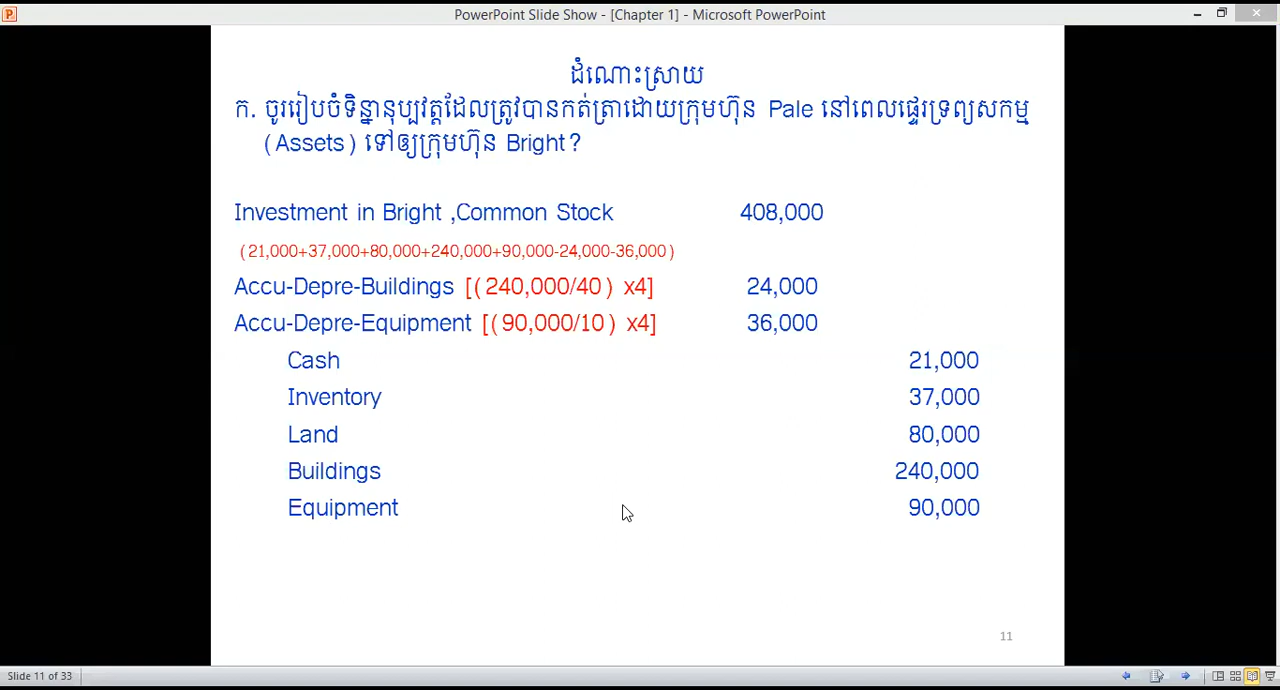 PowerPoint Slide Show - [Chapter 1] - Microsoft PowerPoint
ដំណោះស្រាយ
ក. ចូររៀបចំទិន្នានុប្បវត្តដែលត្រូវបានកត់ត្រាដោយក្រុមហ៊ុន Pale នៅពេលផ្ទេរទ្រព្យសកម្ម
(Assets) ទៅឲ្យក្រុមហ៊ុន Bright?
Investment in Bright ,Common Stock 408,000
(21,000+37,000+80,000+240,000+90,000-24,000-36,000)
Accu-Depre-Buildings [(240,000/40) x4] 24,000
Accu-Depre-Equipment [(90,000/10) x4] 36,000
Cash 21,000
Inventory 37,000
Land 80,000
Buildings 240,000
Equipment 90,000
11
Slide 11 of 33